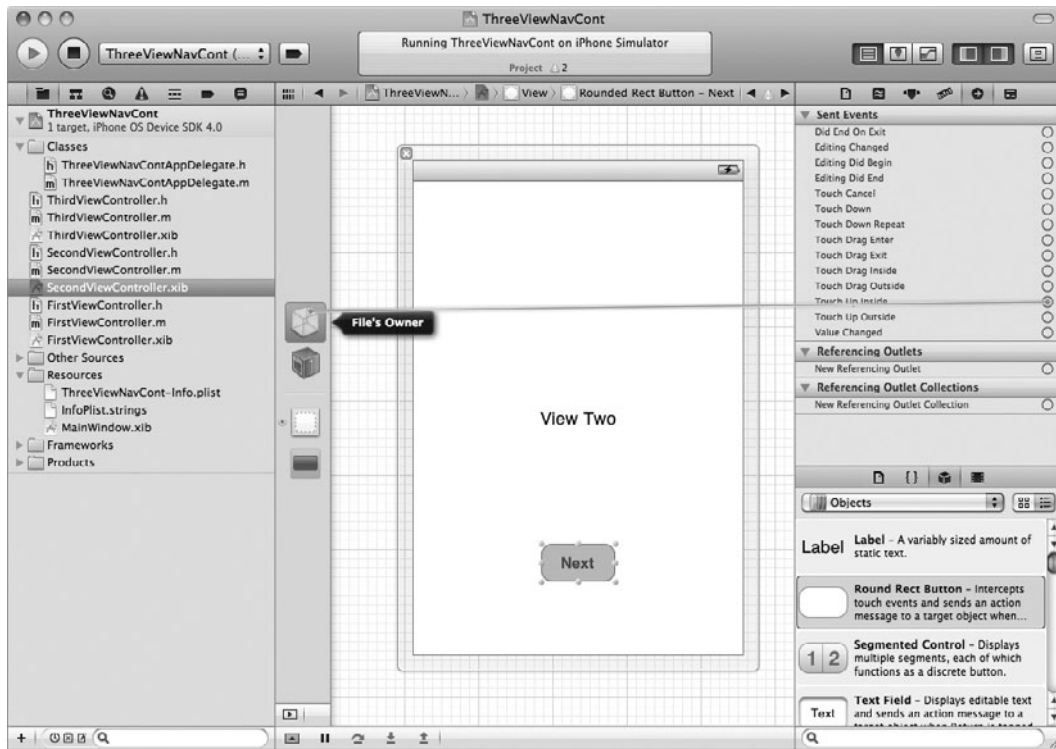 ThreeViewNavCont
ThreeViewNavCont (...
Running ThreeViewNavCont on iPhone Simulator
Project 2
ThreeViewN...
View
Rounded Rect Button – Next
ThreeViewNavCont
1 target, iPhone OS Device SDK 4.0
Classes
h ThreeViewNavContAppDelegate.h
m ThreeViewNavContAppDelegate.m
h ThirdViewController.h
m ThirdViewController.m
ThirdViewController.xib
h SecondViewController.h
m SecondViewController.m
SecondViewController.xib
h FirstViewController.h
m FirstViewController.m
FirstViewController.xib
Other Sources
Resources
ThreeViewNavCont-Info.plist
InfoPlist.strings
MainWindow.xib
Frameworks
Products
File's Owner
View Two
Next
Sent Events
Did End On Exit
Editing Changed
Editing Did Begin
Editing Did End
Touch Cancel
Touch Down
Touch Down Repeat
Touch Drag Enter
Touch Drag Exit
Touch Drag Inside
Touch Drag Outside
Touch Up Inside
Touch Up Outside
Value Changed
Referencing Outlets
New Referencing Outlet
Referencing Outlet Collections
New Referencing Outlet Collection
{}
Objects
Label
Label – A variably sized amount of
static text.
Round Rect Button – Intercepts
touch events and sends an action
message to a target object when...
1 2
Segmented Control – Displays
multiple segments, each of which
functions as a discrete button.
Text
Text Field – Displays editable text
and sends an action message to a
target object when Return is tapped